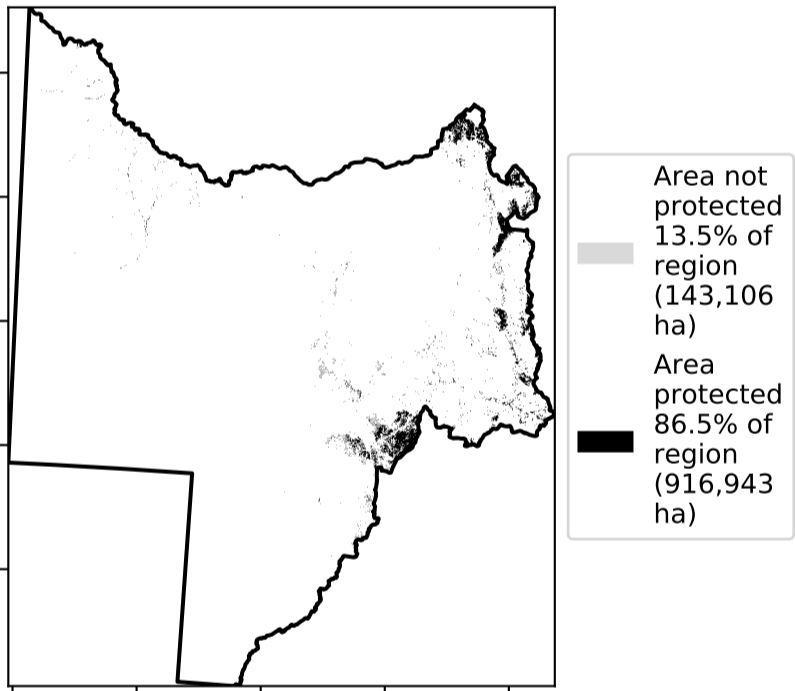 Area not
protected
13.5% of
region
(143,106
ha)
Area
protected
86.5% of
region
(916,943
ha)